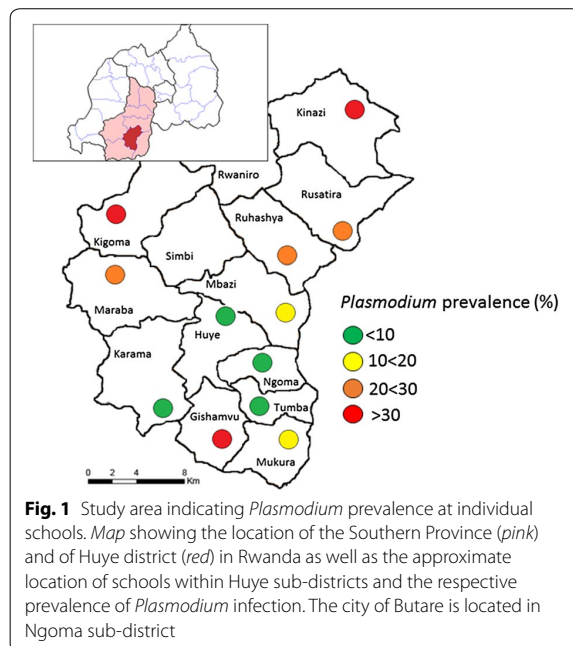 Kinazi
Rwaniro
Rusatira
Ruhashya
Kigoma
Simbi
Mbazi
Maraba
Huye
Karama
Ngoma
Tumba
Gishamvu
Mukura
Plasmodium prevalence (%)
<10
10<20
20<30
>30
0 2 4 8
Km
Fig. 1 Study area indicating Plasmodium prevalence at individual
schools. Map showing the location of the Southern Province (pink)
and of Huye district (red) in Rwanda as well as the approximate
location of schools within Huye sub-districts and the respective
prevalence of Plasmodium infection. The city of Butare is located in
Ngoma sub-district